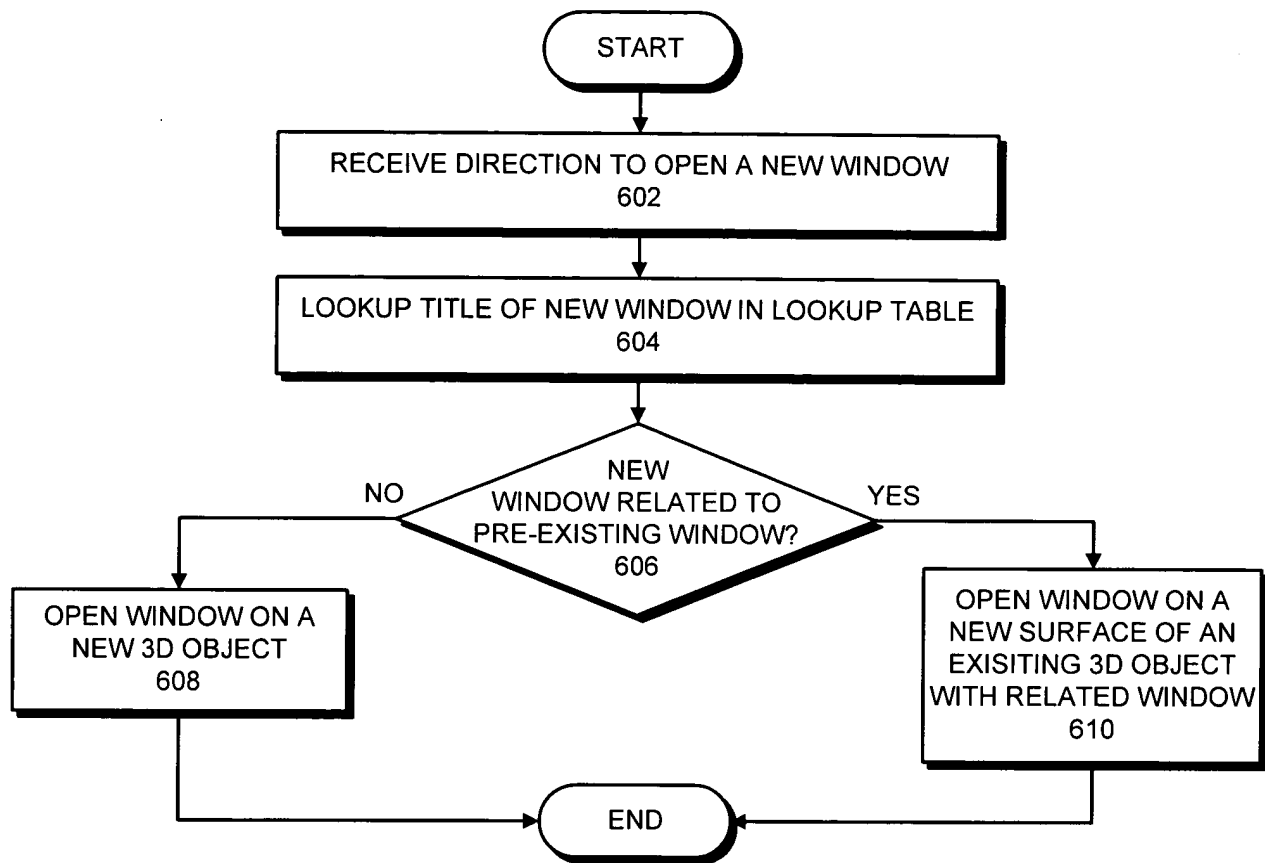 START
RECEIVE DIRECTION TO OPEN A NEW WINDOW
602
LOOKUP TITLE OF NEW WINDOW IN LOOKUP TABLE
604
NEW
WINDOW RELATED TO
PRE-EXISTING WINDOW?
606
NO
YES
OPEN WINDOW ON A
NEW 3D OBJECT
608
OPEN WINDOW ON A
NEW SURFACE OF AN
EXISITING 3D OBJECT
WITH RELATED WINDOW
610
END